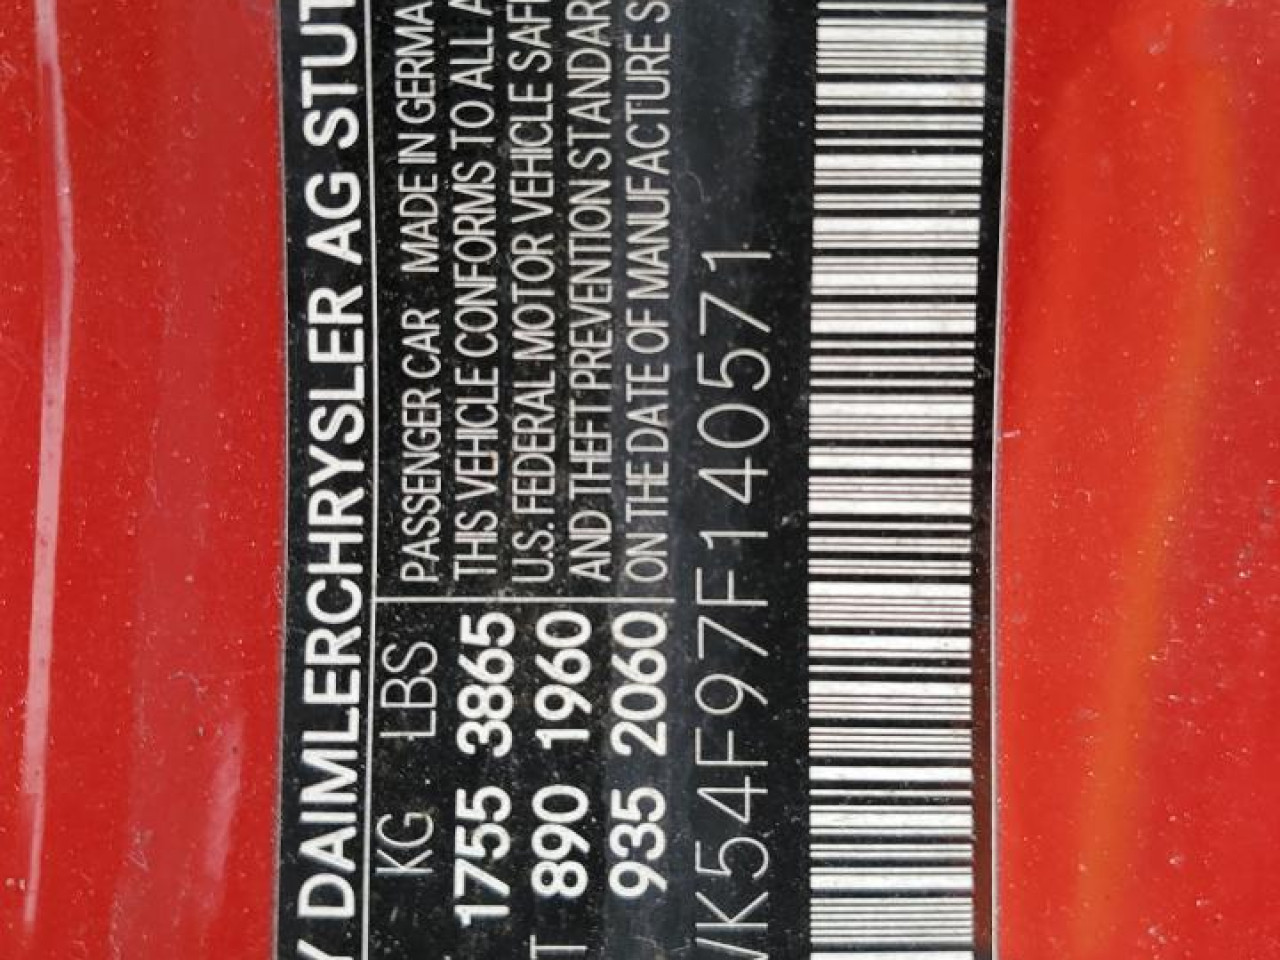 Y DAIMLERCHRYSLER AG STUT
KG LBS
1755 3865
T 890 1960
935 2060
PASSENGER CAR MADE IN GERMA
THIS VEHICLE CONFORMS TO ALL A
U.S. FEDERAL MOTOR VEHICLE SAFE
AND THEFT PREVENTION STANDAR
ON THE DATE OF MANUFACTURE S
K54F97F140571